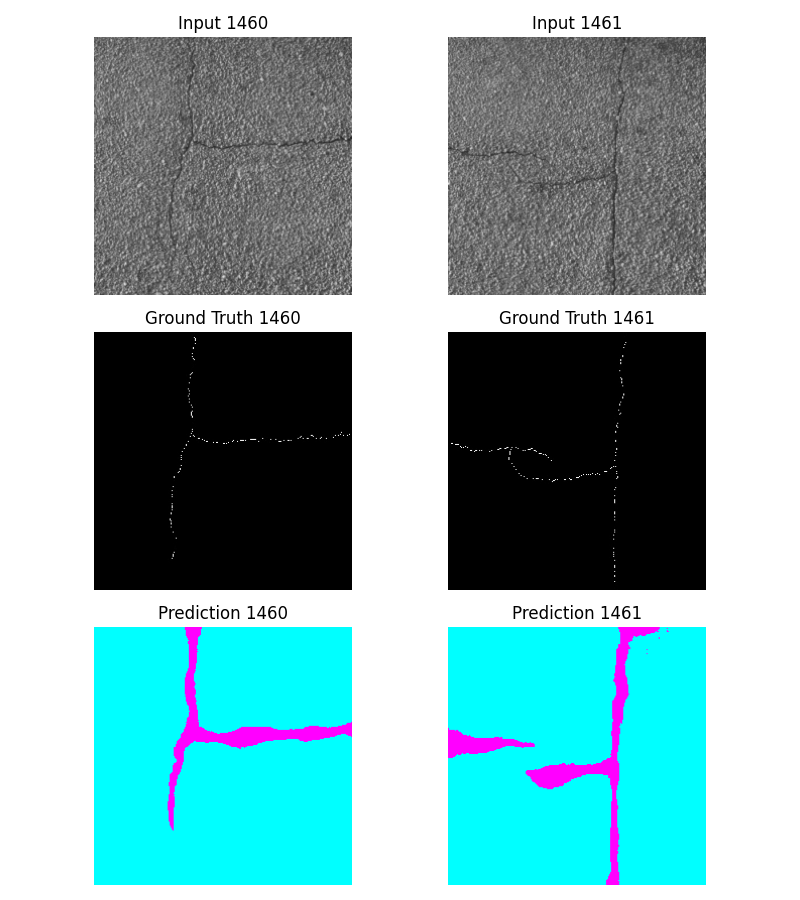 Input 1460
Input 1461
Ground Truth 1460
Ground Truth 1461
Prediction 1460
Prediction 1461